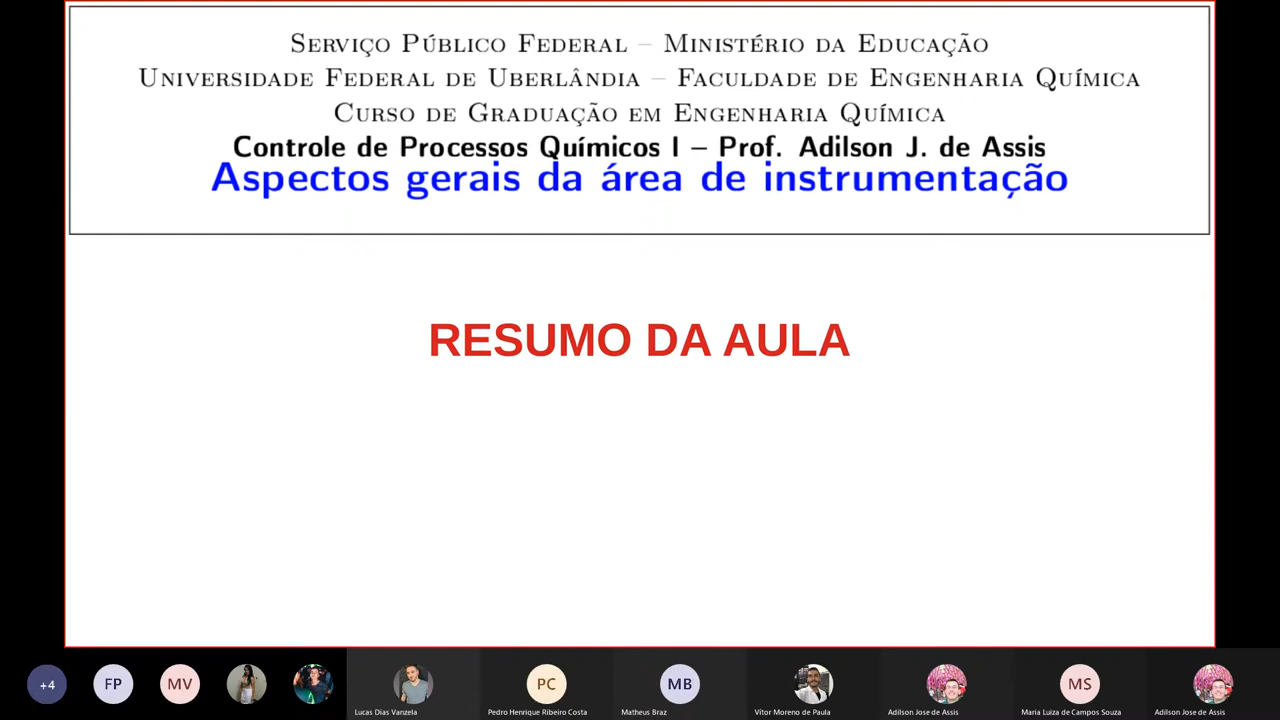 Serviço Público Federal – Ministério da Educação
Universidade Federal de Uberlândia – Faculdade de Engenharia Química
Curso de Graduação em Engenharia Química
Controle de Processos Químicos I – Prof. Adilson J. de Assis
Aspectos gerais da área de instrumentação
RESUMO DA AULA
+4
FP
MV
PC
MB
MS
Lucas Dias Vanzela
Pedro Henrique Ribeiro Costa
Matheus Braz
Vítor Moreno de Paula
Adilson Jose de Assis
Maria Luiza de Campos Souza
Adilson Jose de Assis